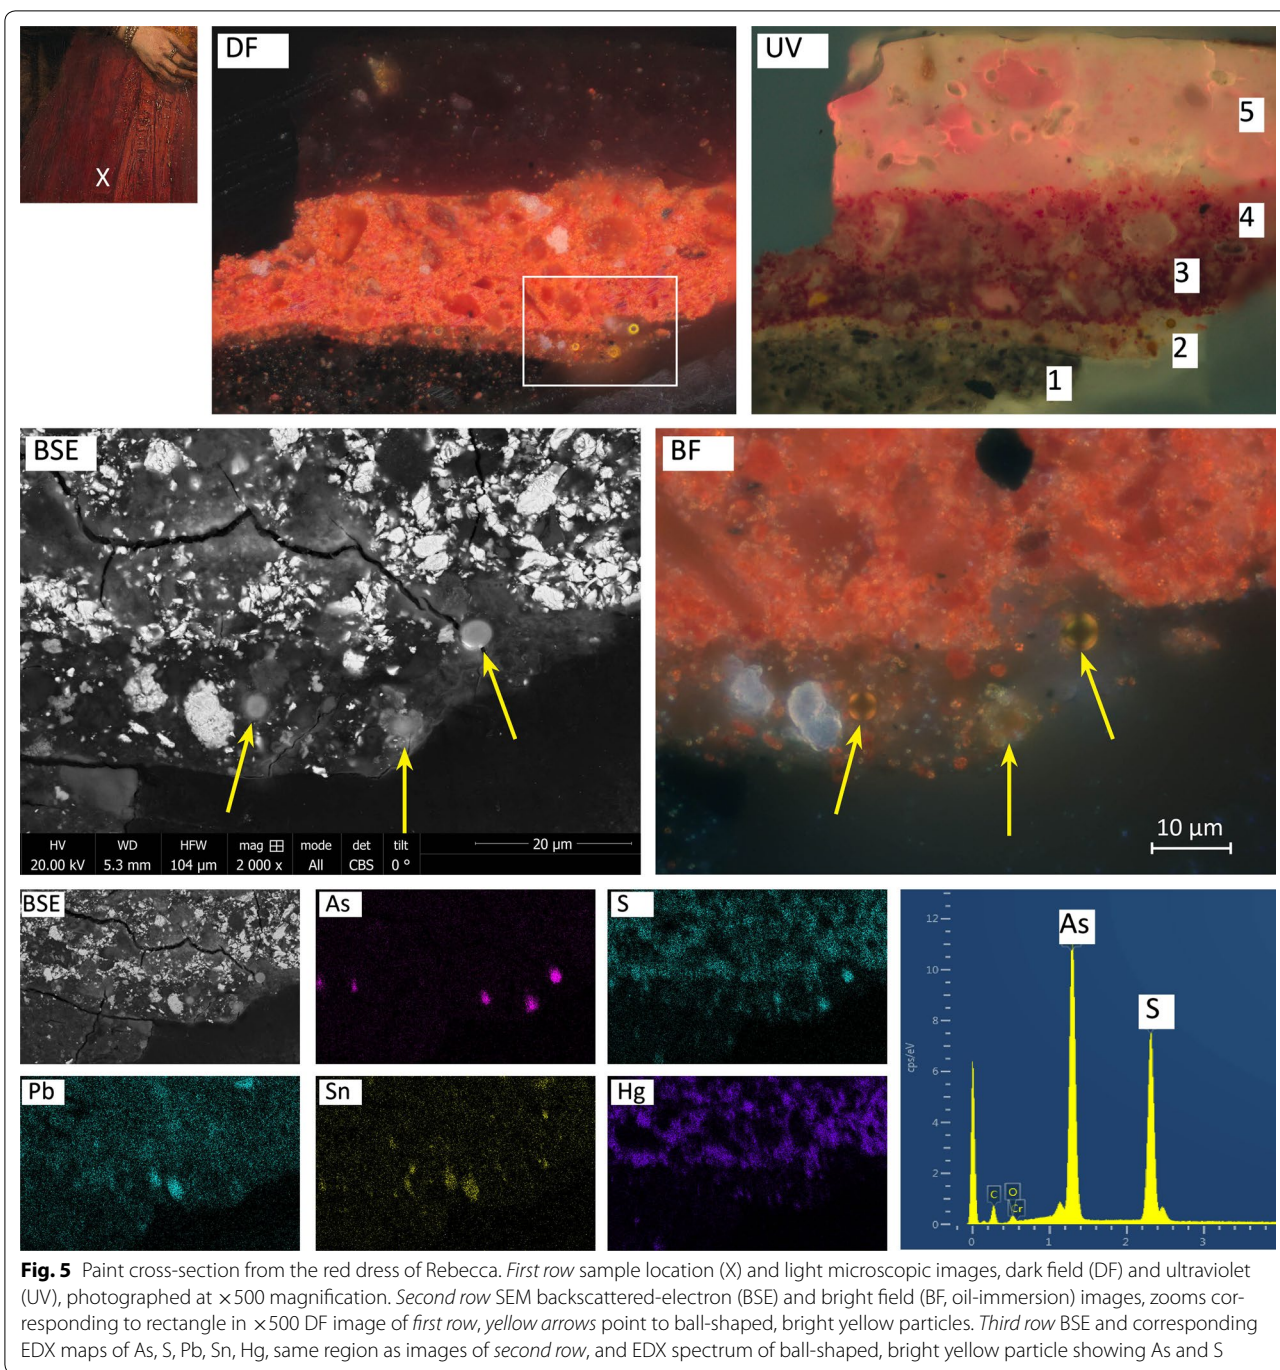 X
DF
UV
5
4
3
2
1
BSE
BF
HV WD HFW mag mode det tilt 20 µm
20.00 kV 5.3 mm 104 µm 2 000 x All CBS 0 °
10 µm
BSE
As
S
Pb
Sn
Hg
As
S
12
10
8
6
4
2
0
cps/eV
C
O
Cr
0 1 2 3
Fig. 5 Paint cross-section from the red dress of Rebecca. First row sample location (X) and light microscopic images, dark field (DF) and ultraviolet
(UV), photographed at ×500 magnification. Second row SEM backscattered-electron (BSE) and bright field (BF, oil-immersion) images, zooms cor-
responding to rectangle in ×500 DF image of first row, yellow arrows point to ball-shaped, bright yellow particles. Third row BSE and corresponding
EDX maps of As, S, Pb, Sn, Hg, same region as images of second row, and EDX spectrum of ball-shaped, bright yellow particle showing As and S